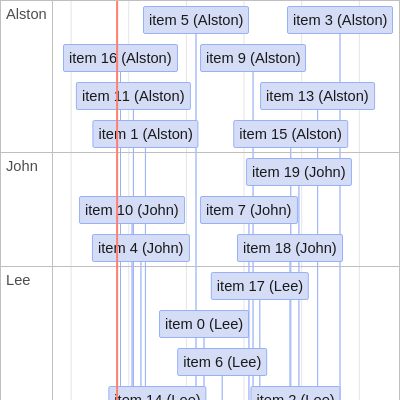 Alston
item 5 (Alston)
item 3 (Alston)
item 16 (Alston)
item 9 (Alston)
item 11 (Alston)
item 13 (Alston)
item 1 (Alston)
item 15 (Alston)
John
item 19 (John)
item 10 (John)
item 7 (John)
item 4 (John)
item 18 (John)
Lee
item 17 (Lee)
item 0 (Lee)
item 6 (Lee)
item 14 (Lee)
item 2 (Lee)